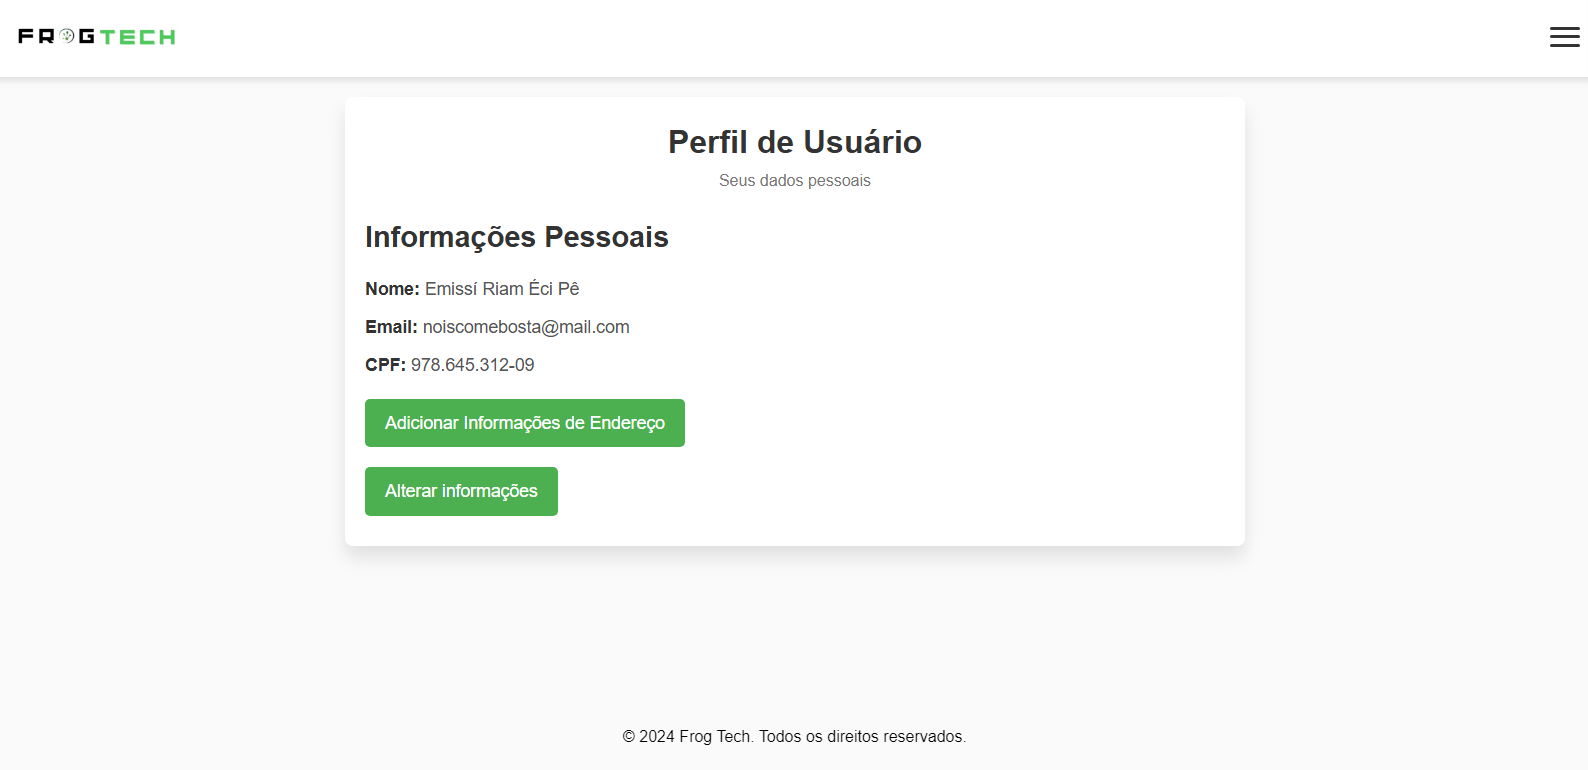 FROGTECH
Perfil de Usuário
Seus dados pessoais
Informações Pessoais
Nome: Emissí Riam Éci Pê
Email: noiscomebosta@mail.com
CPF: 978.645.312-09
Adicionar Informações de Endereço
Alterar informações
© 2024 Frog Tech. Todos os direitos reservados.